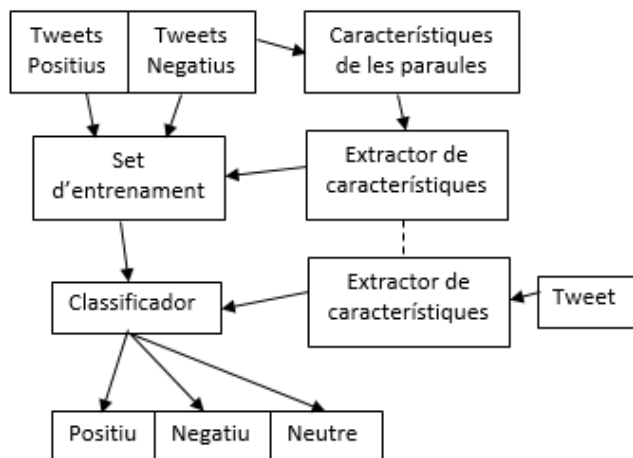 Tweets
Positius
Tweets
Negatius
Característiques
de les paraules
Set
d'entrenament
Extractor de
característiques
Classificador
Extractor de
característiques
Tweet
Positiu
Negatiu
Neutre